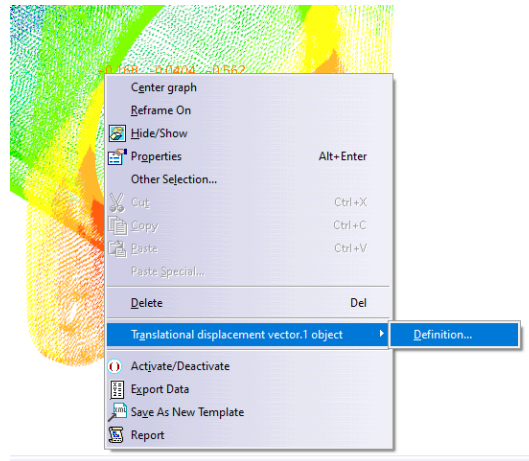 Center graph
Reframe On
Hide/Show
Properties Alt+Enter
Other Selection...
Cut Ctrl+X
Copy Ctrl+C
Paste Ctrl+V
Paste Special...
Delete Del
Translational displacement vector.1 object Definition...
Activate/Deactivate
Export Data
Save As New Template
Report